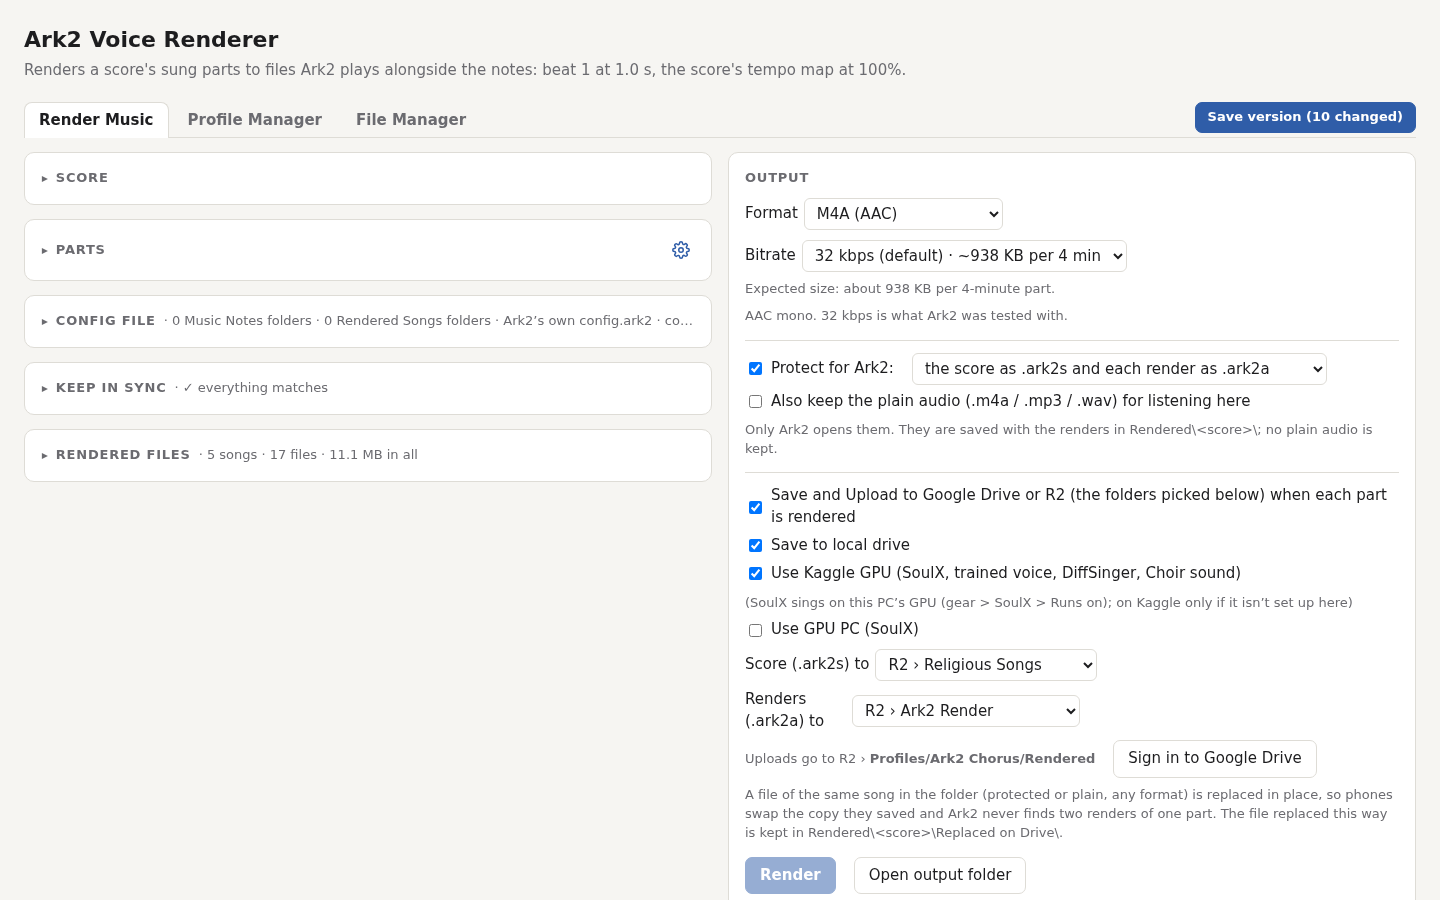 Ark2 Voice Renderer
Renders a score's sung parts to files Ark2 plays alongside the notes: beat 1 at 1.0 s, the score's tempo map at 100%.
Render Music
Profile Manager
File Manager
Save version (10 changed)
▸ SCORE
▸ PARTS
▸ CONFIG FILE · 0 Music Notes folders · 0 Rendered Songs folders · Ark2’s own config.ark2 · co…
▸ KEEP IN SYNC · ✓ everything matches
▸ RENDERED FILES · 5 songs · 17 files · 11.1 MB in all
OUTPUT
Format M4A (AAC)
Bitrate 32 kbps (default) · ~938 KB per 4 min
Expected size: about 938 KB per 4-minute part.
AAC mono. 32 kbps is what Ark2 was tested with.
Protect for Ark2: the score as .ark2s and each render as .ark2a
Also keep the plain audio (.m4a / .mp3 / .wav) for listening here
Only Ark2 opens them. They are saved with the renders in Rendered\<score>\; no plain audio is
kept.
Save and Upload to Google Drive or R2 (the folders picked below) when each part
is rendered
Save to local drive
Use Kaggle GPU (SoulX, trained voice, DiffSinger, Choir sound)
(SoulX sings on this PC’s GPU (gear > SoulX > Runs on); on Kaggle only if it isn’t set up here)
Use GPU PC (SoulX)
Score (.ark2s) to R2 › Religious Songs
Renders
(.ark2a) to R2 › Ark2 Render
Uploads go to R2 › Profiles/Ark2 Chorus/Rendered
Sign in to Google Drive
A file of the same song in the folder (protected or plain, any format) is replaced in place, so phones
swap the copy they saved and Ark2 never finds two renders of one part. The file replaced this way
is kept in Rendered\<score>\Replaced on Drive\.
Render
Open output folder